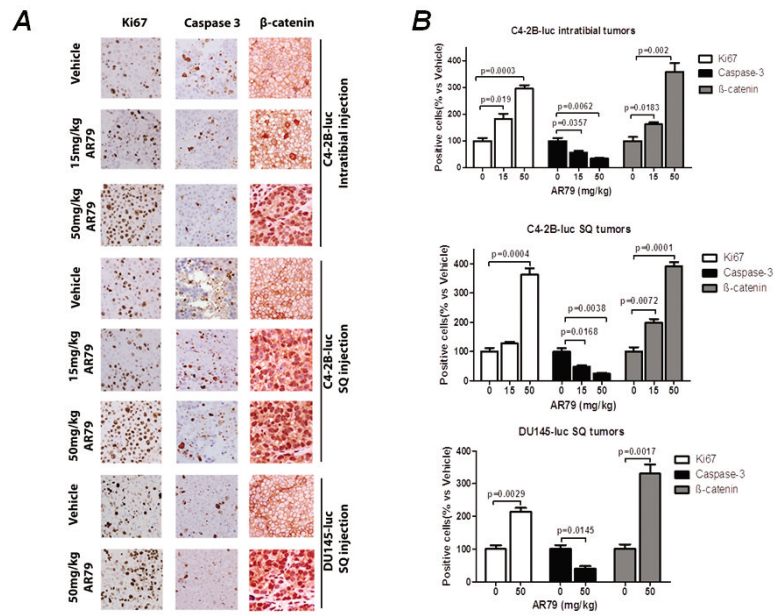 A
Ki67 Caspase 3 ß-catenin
Vehicle
15mg/kg
AR79
50mg/kg
AR79
C4-2B-luc
Intratibial injection
Vehicle
15mg/kg
AR79
50mg/kg
AR79
C4-2B-luc
SQ injection
Vehicle
50mg/kg
AR79
DU145-luc
SQ injection
B
C4-2B-luc intratibial tumors
Positive cells(% vs Vehicle)
400
300
200
100
0
p=0.0003
p=0.019
p=0.0062
p=0.0357
p=0.002
p=0.0183
Ki67
Caspase-3
ß-catenin
0 15 50 0 15 50 0 15 50
AR79 (mg/kg)
C4-2B-luc SQ tumors
Positive cells(% vs Vehicle)
400
300
200
100
0
p=0.0004
p=0.0038
p=0.0168
p=0.0001
p=0.0072
Ki67
Caspase-3
ß-catenin
0 15 50 0 15 50 0 15 50
AR79 (mg/kg)
DU145-luc SQ tumors
Positive cells(% vs Vehicle)
400
300
200
100
0
p=0.0029
p=0.0145
p=0.0017
Ki67
Caspase-3
ß-catenin
0 50 0 50 0 50
AR79 (mg/kg)